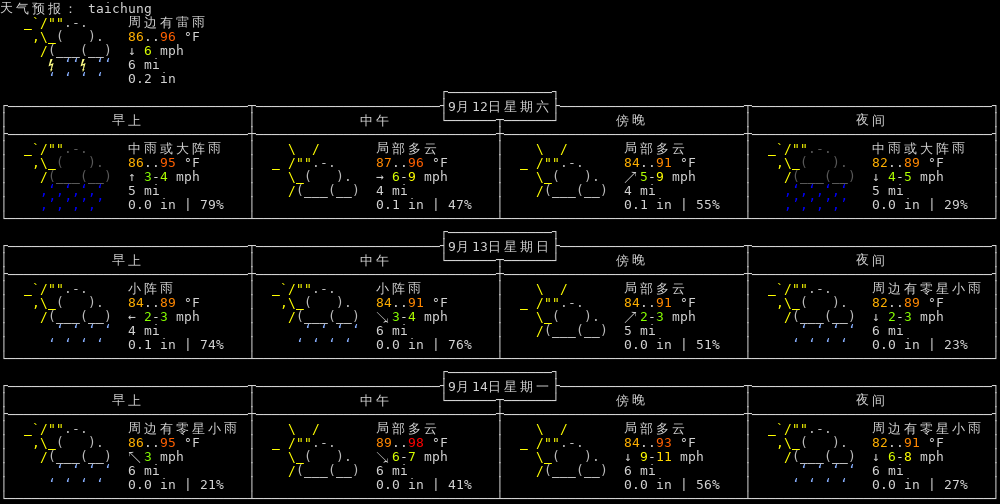 天气预报： taichung
周边有雷雨
86..96 °F
↓ 6 mph
6 mi
0.2 in
9月12日星期六
早上 中午 傍晚 夜间
中雨或大阵雨 局部多云 局部多云 中雨或大阵雨
86..95 °F 87..96 °F 84..91 °F 82..89 °F
↑ 3-4 mph → 6-9 mph ↗ 5-9 mph ↓ 4-5 mph
5 mi 4 mi 4 mi 5 mi
0.0 in | 79% 0.1 in | 47% 0.1 in | 55% 0.0 in | 29%
9月13日星期日
早上 中午 傍晚 夜间
小阵雨 小阵雨 局部多云 周边有零星小雨
84..89 °F 84..91 °F 84..91 °F 82..89 °F
← 2-3 mph ↘ 3-4 mph ↗ 2-3 mph ↓ 2-3 mph
4 mi 6 mi 5 mi 6 mi
0.1 in | 74% 0.0 in | 76% 0.0 in | 51% 0.0 in | 23%
9月14日星期一
早上 中午 傍晚 夜间
周边有零星小雨 局部多云 局部多云 周边有零星小雨
86..95 °F 89..98 °F 84..93 °F 82..91 °F
↖ 3 mph ↘ 6-7 mph ↓ 9-11 mph ↓ 6-8 mph
6 mi 6 mi 6 mi 6 mi
0.0 in | 21% 0.0 in | 41% 0.0 in | 56% 0.0 in | 27%